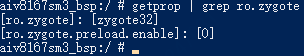 aiv8167sm3_bsp:/ # getprop | grep ro.zygote
[ro.zygote]: [zygote32]
[ro.zygote.preload.enable]: [0]
aiv8167sm3_bsp:/ #